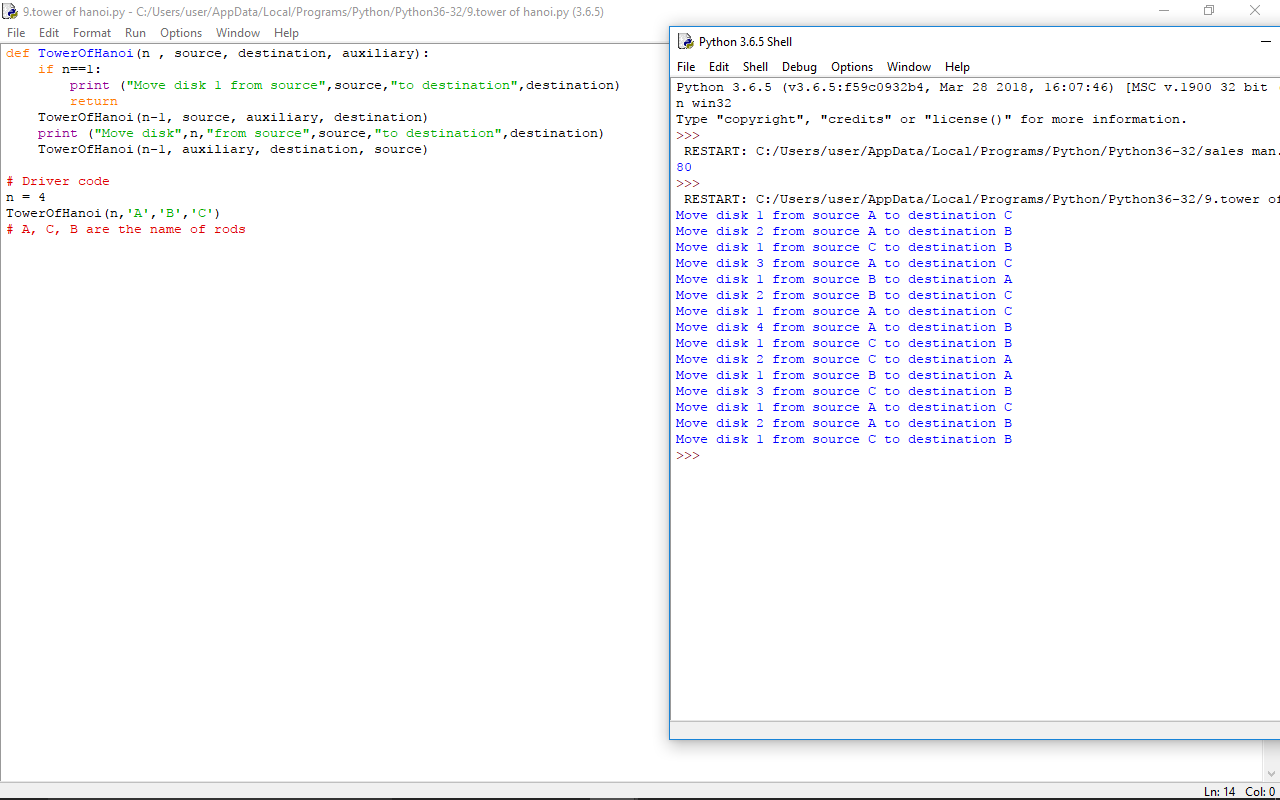 9.tower of hanoi.py - C:/Users/user/AppData/Local/Programs/Python/Python36-32/9.tower of hanoi.py (3.6.5)
File Edit Format Run Options Window Help
def TowerOfHanoi(n , source, destination, auxiliary):
    if n==1:
        print ("Move disk 1 from source",source,"to destination",destination)
        return
    TowerOfHanoi(n-1, source, auxiliary, destination)
    print ("Move disk",n,"from source",source,"to destination",destination)
    TowerOfHanoi(n-1, auxiliary, destination, source)
# Driver code
n = 4
TowerOfHanoi(n,'A','B','C')
# A, C, B are the name of rods
Python 3.6.5 Shell
File Edit Shell Debug Options Window Help
Python 3.6.5 (v3.6.5:f59c0932b4, Mar 28 2018, 16:07:46) [MSC v.1900 32 bit
n win32
Type "copyright", "credits" or "license()" for more information.
>>>
 RESTART: C:/Users/user/AppData/Local/Programs/Python/Python36-32/sales man.
80
>>>
 RESTART: C:/Users/user/AppData/Local/Programs/Python/Python36-32/9.tower of
Move disk 1 from source A to destination C
Move disk 2 from source A to destination B
Move disk 1 from source C to destination B
Move disk 3 from source A to destination C
Move disk 1 from source B to destination A
Move disk 2 from source B to destination C
Move disk 1 from source A to destination C
Move disk 4 from source A to destination B
Move disk 1 from source C to destination B
Move disk 2 from source C to destination A
Move disk 1 from source B to destination A
Move disk 3 from source C to destination B
Move disk 1 from source A to destination C
Move disk 2 from source A to destination B
Move disk 1 from source C to destination B
>>>
Ln: 14 Col: 0